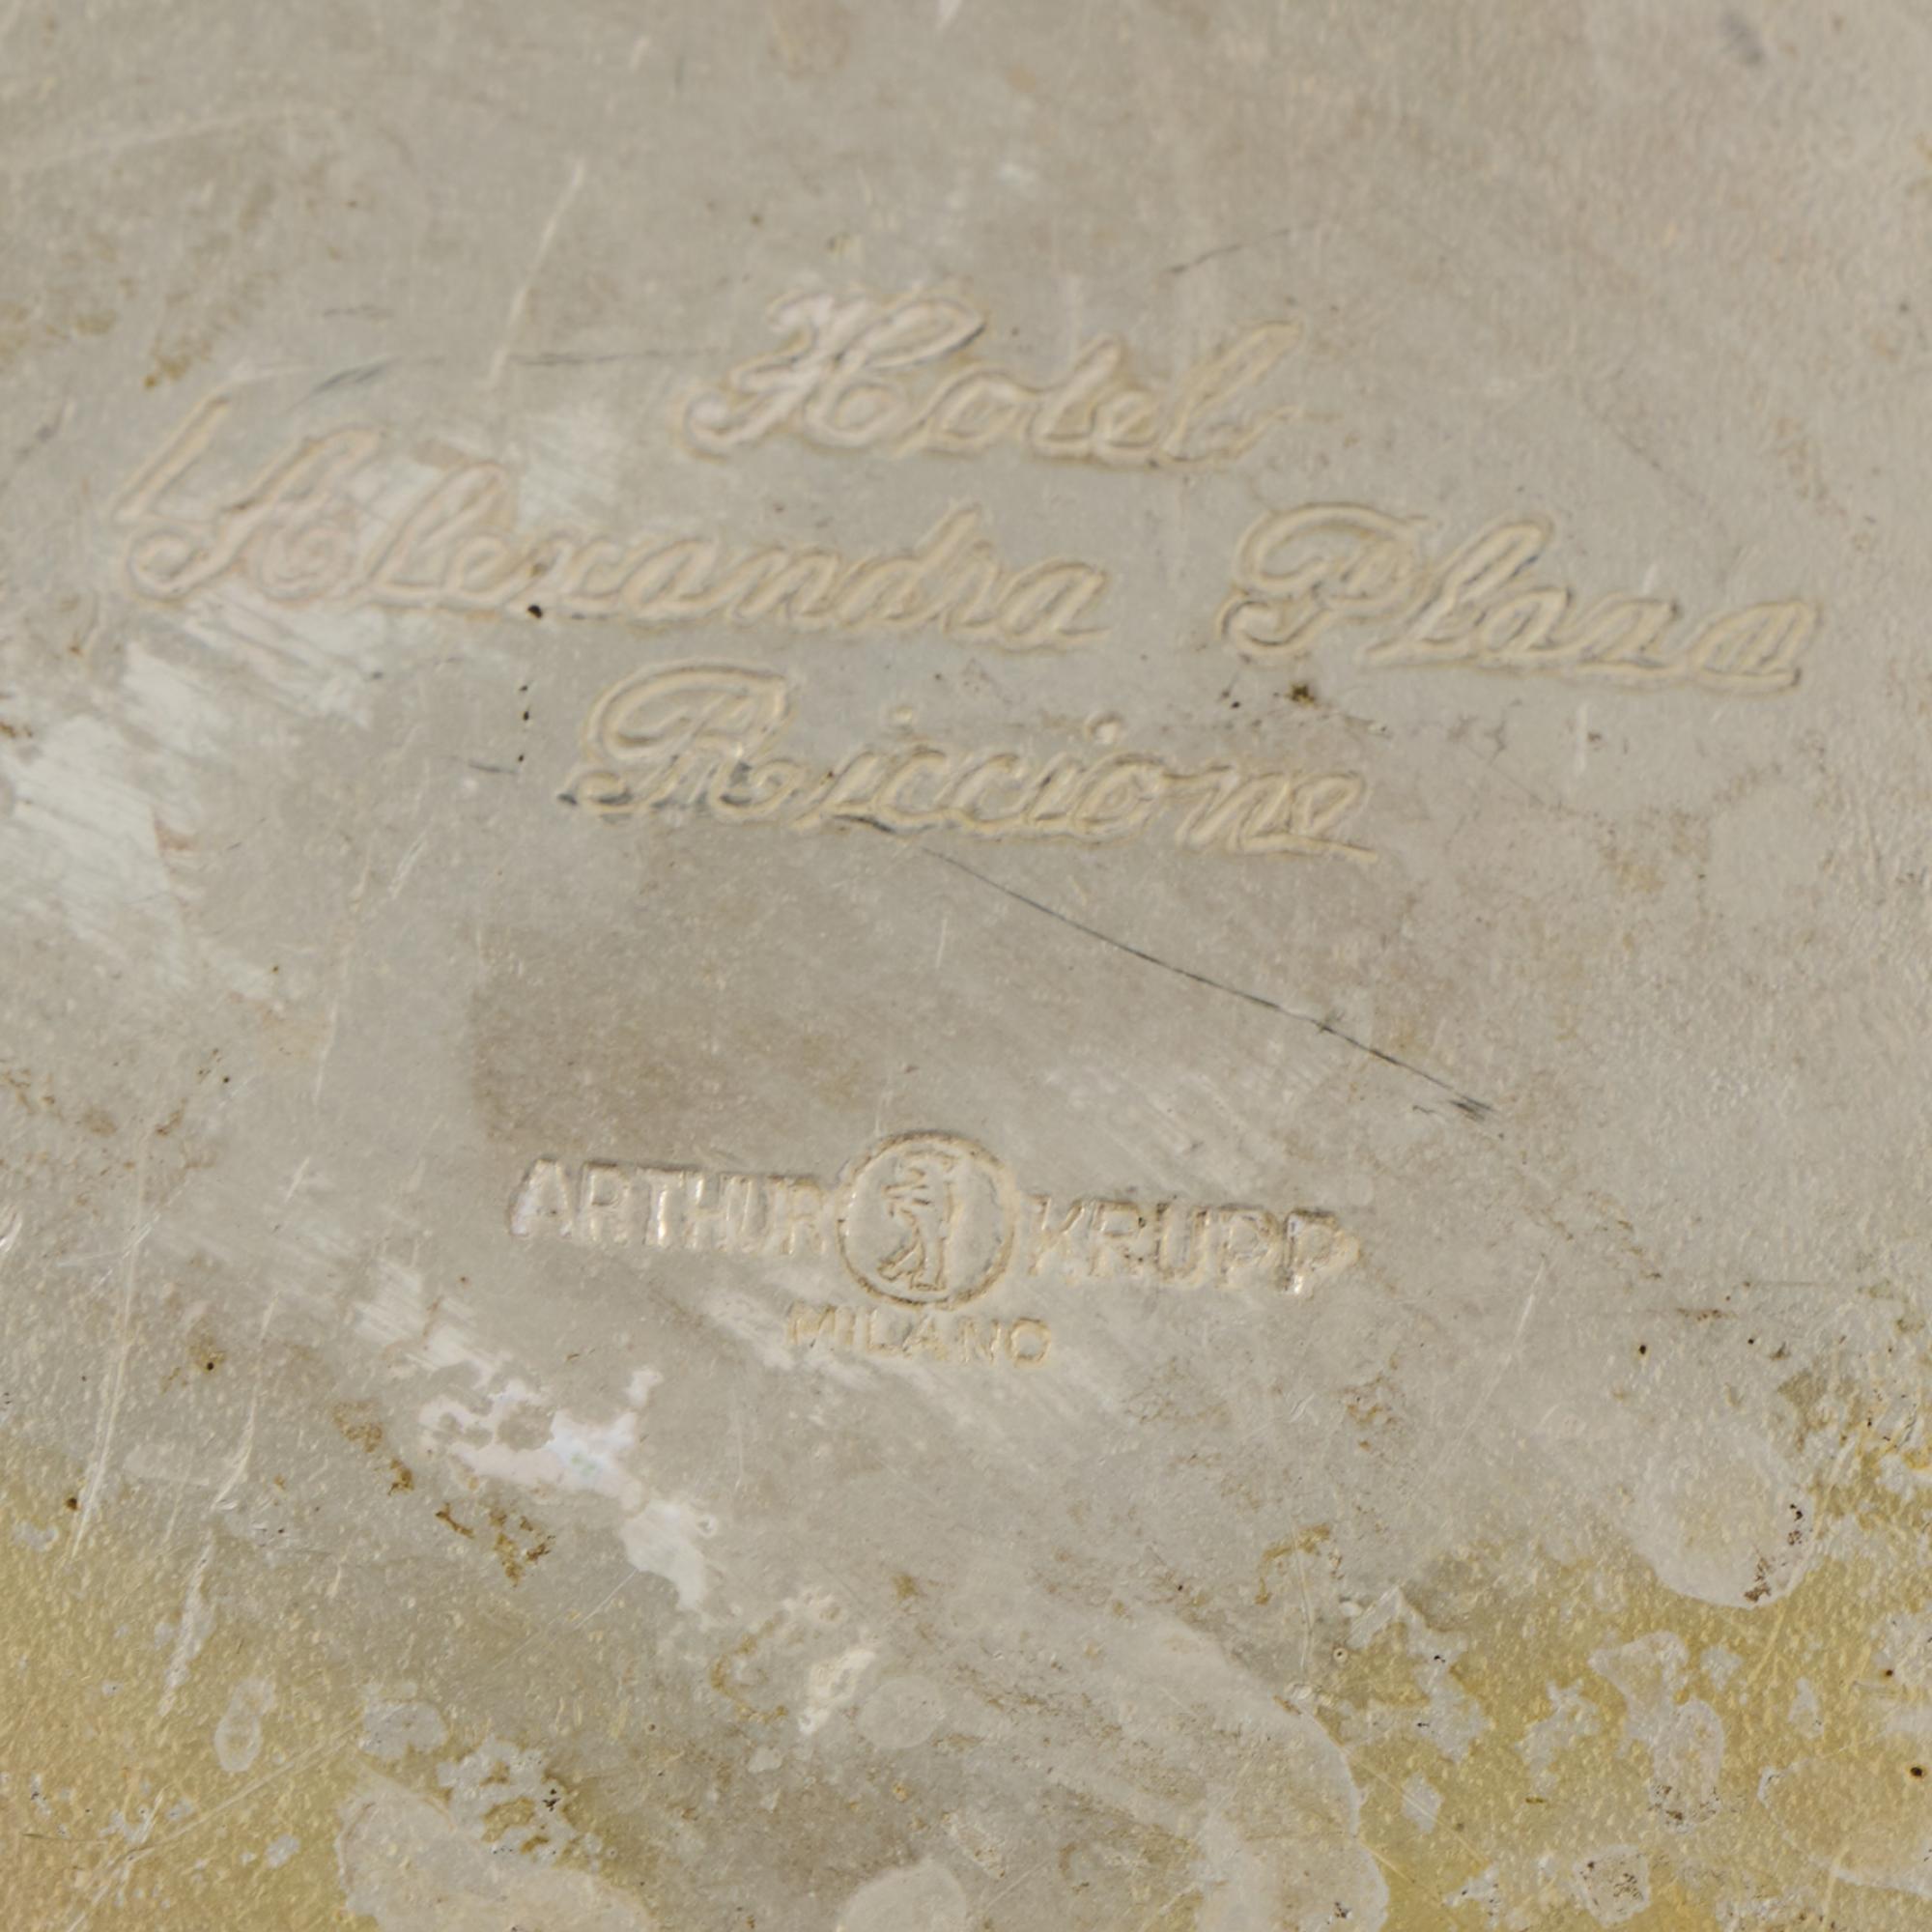 Hotel
Alexandra Plaza
Riccione
ARTHUR KRUPP
MILANO